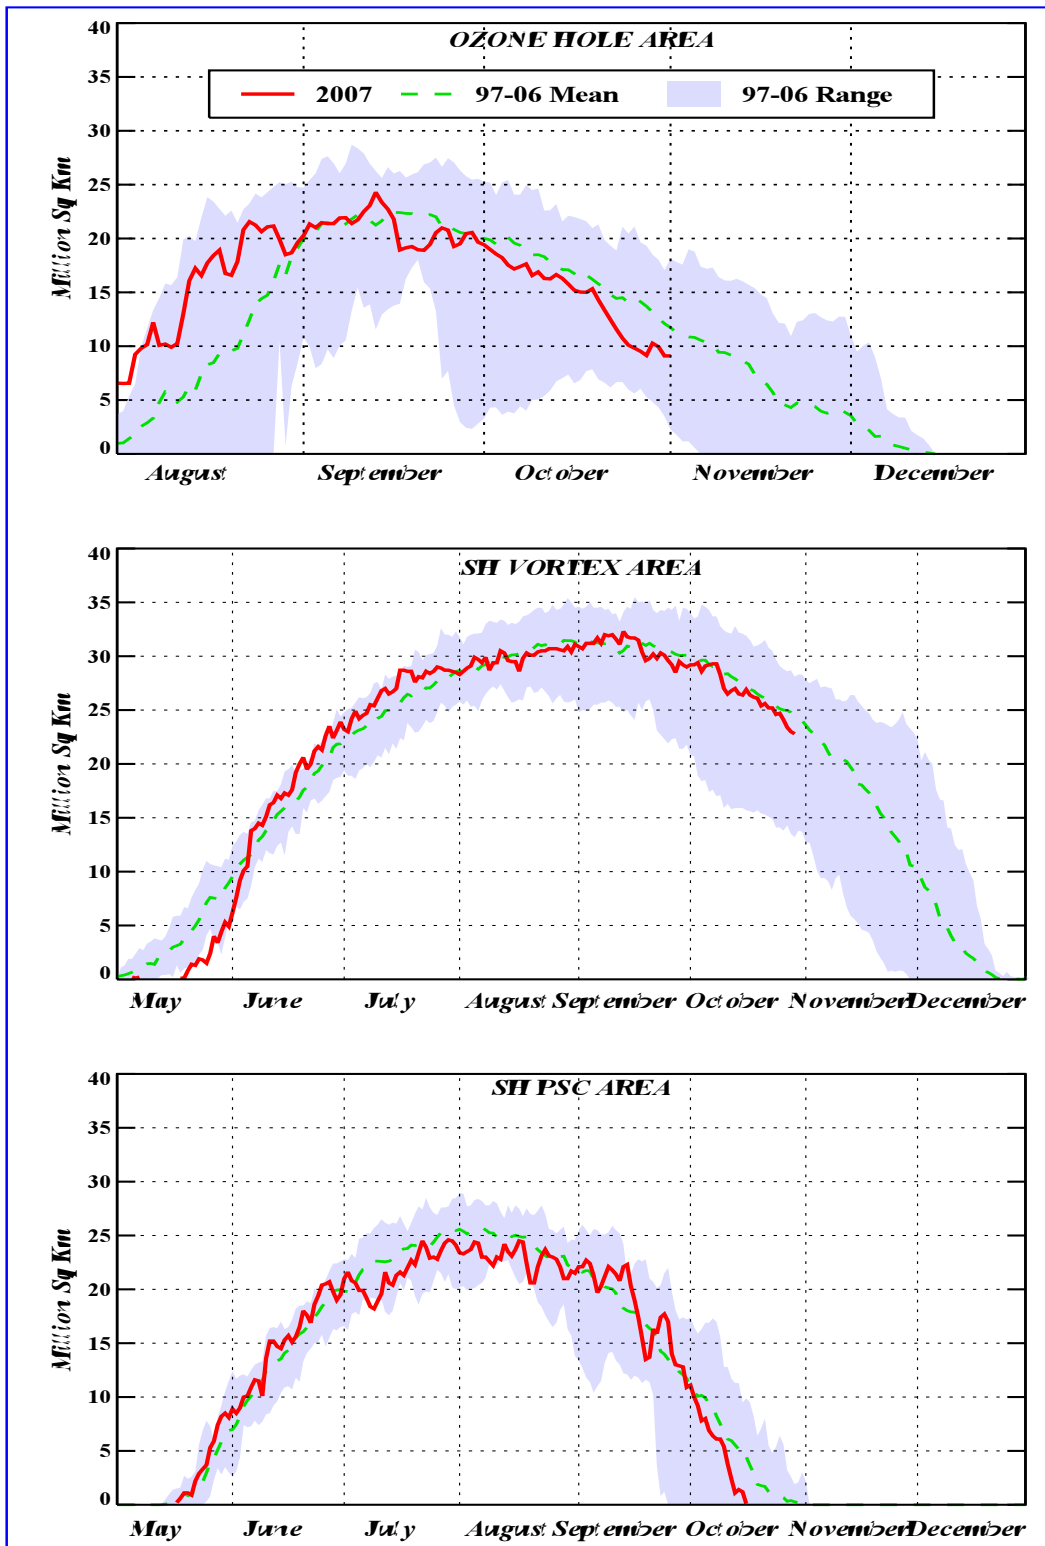 OZONE HOLE AREA
2007 97-06 Mean 97-06 Range
40
35
30
25
20
15
10
5
0
Million Sq Km
August September October November December
SH VORTEX AREA
40
35
30
25
20
15
10
5
0
Million Sq Km
May June July August September October November December
SH PSC AREA
40
35
30
25
20
15
10
5
0
Million Sq Km
May June July August September October November December